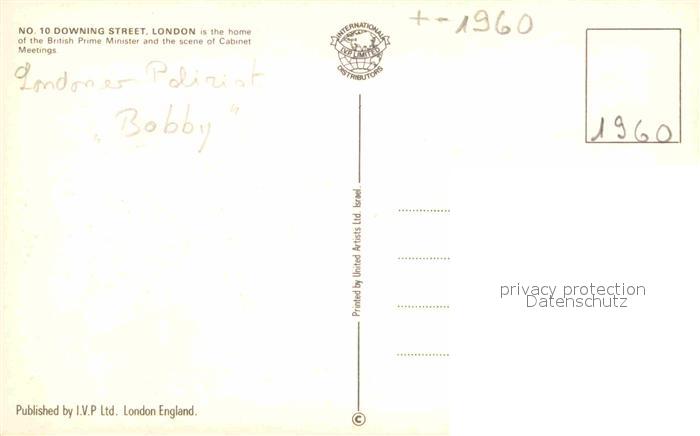 NO. 10 DOWNING STREET, LONDON is the home
of the British Prime Minister and the scene of Cabinet
Meetings.
Londoner Polizist
„Bobby"
INTERNATIONAL
I.V.P LIMITED
DISTRIBUTORS
+-1960
1960
Printed by United Artists Ltd. Israel.
privacy protection
Datenschutz
Published by I.V.P Ltd. London England.
©